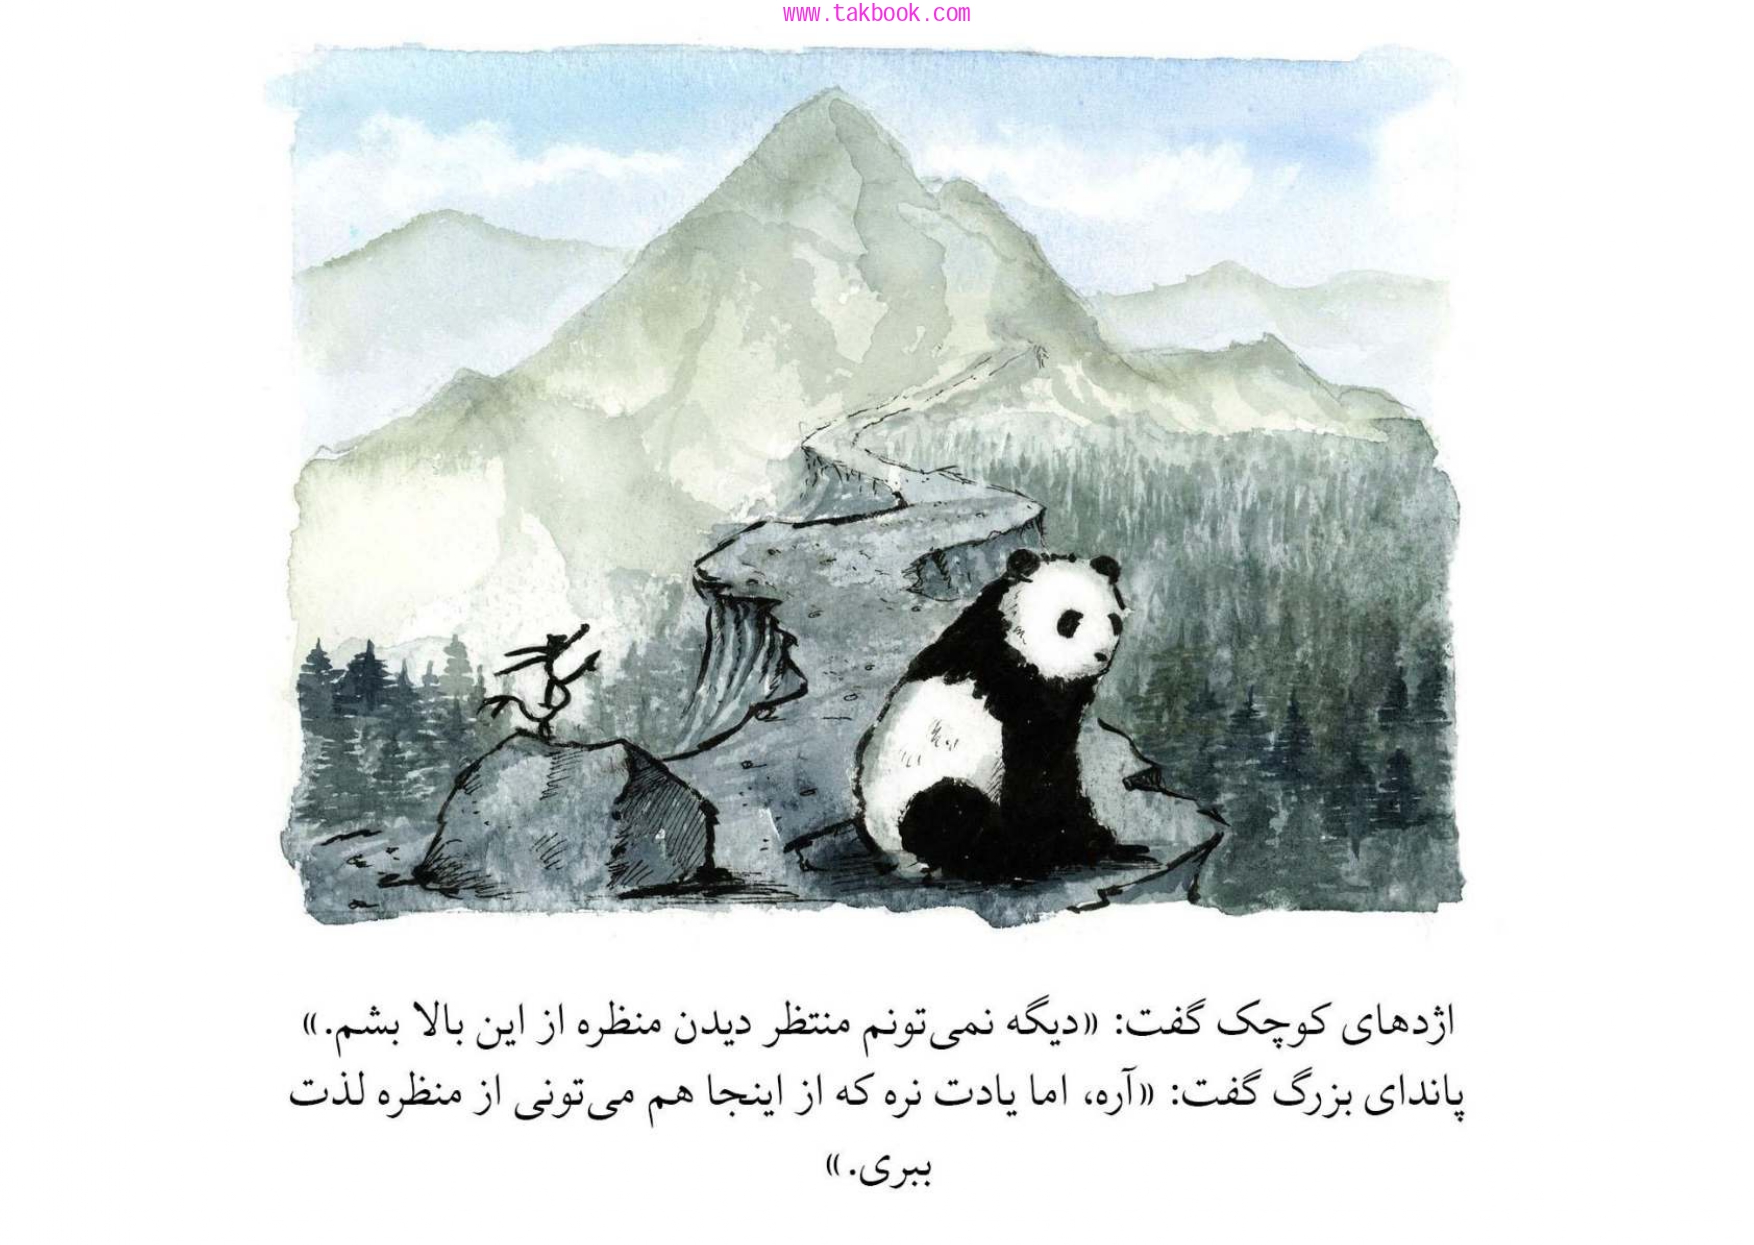 www.takbook.com
اژدهای کوچک گفت: «دیگه نمی‌تونم منتظر دیدن منظره از این بالا بشم.»
پاندای بزرگ گفت: «آره، اما یادت نره که از اینجا هم می‌تونی از منظره لذت
ببری.»